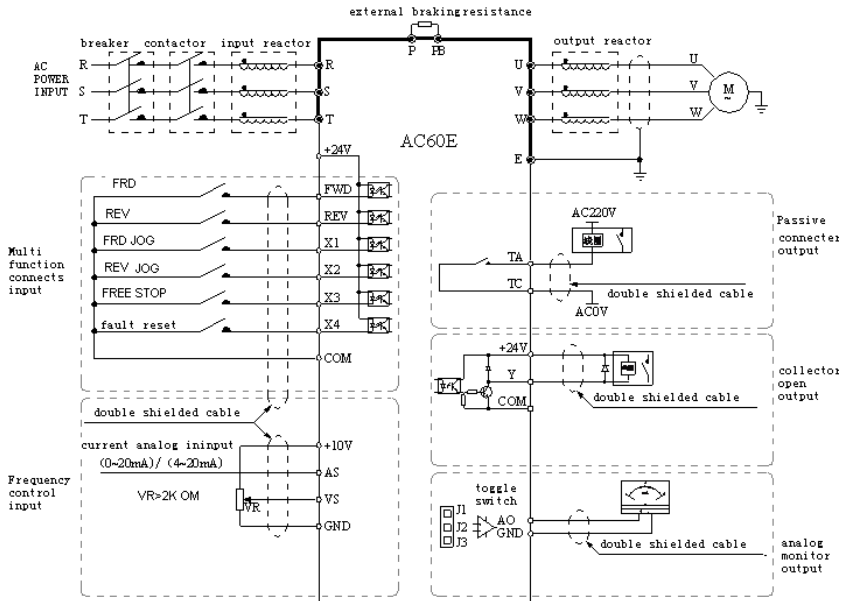 external braking resistance
P PB
breaker contactor input reactor
output reactor
AC
POWER
INPUT
R
S
T
R
S
T
U
V
W
E
U
V
W
M
~
AC60E
+24V
FRD
FWD
REV
REV
FRD JOG
X1
REV JOG
X2
FREE STOP
X3
fault reset
X4
COM
Multi
function
connects
input
AC220V
Passive
connecter
output
TA
TC
double shielded cable
AC0V
+24V
Y
COM
collector
open
output
double shielded cable
double shielded cable
current analog ininput
(0~20mA)/ (4~20mA)
VR>2K OM
VR
+10V
AS
VS
GND
Frequency
control
input
toggle
switch
J1
J2
J3
AO
GND
double shielded cable
analog
monitor
output